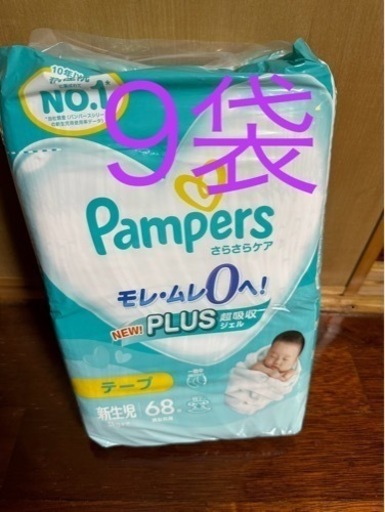 10年連続
NO.1
9袋
Pampers
さらさらケア
モレ・ムレ0へ!
NEW!
PLUS 超吸収
ジェル
テープ
新生児 68